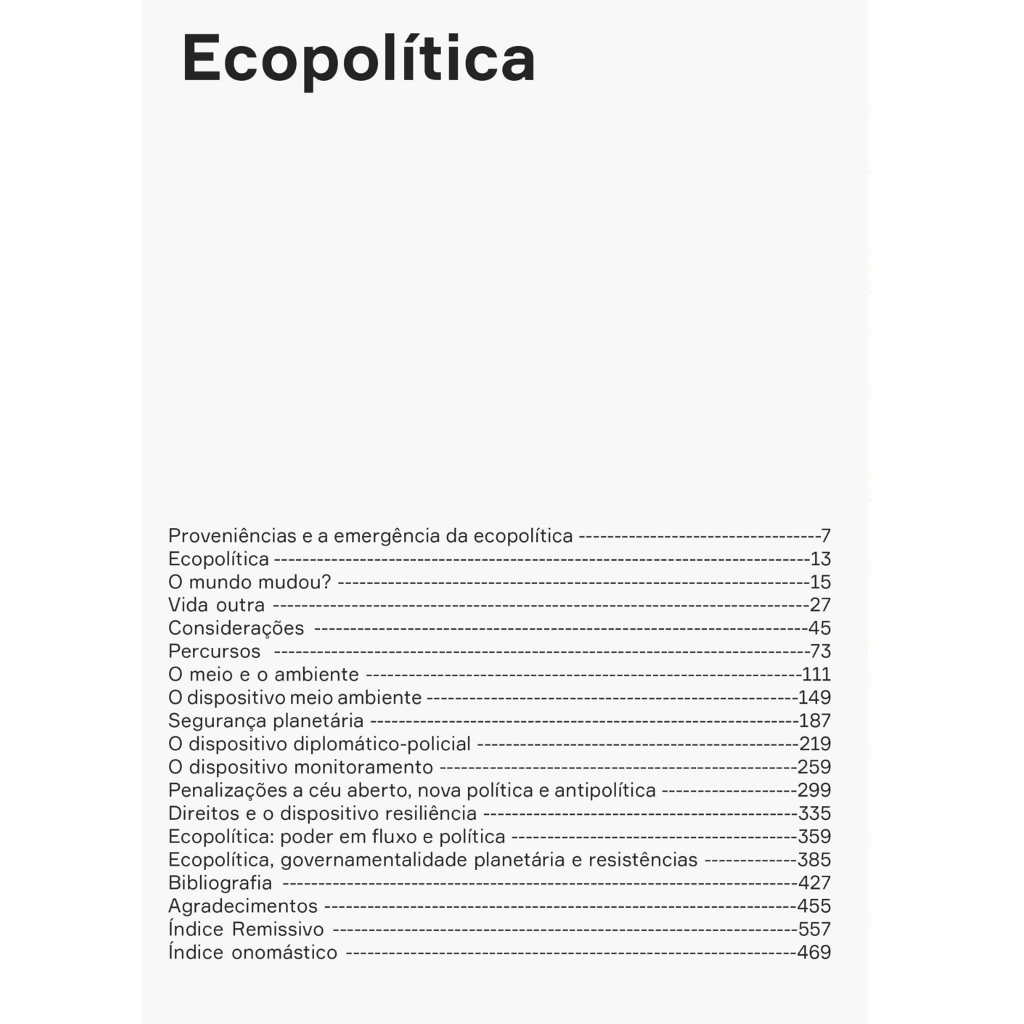 Ecopolítica
Proveniências e a emergência da ecopolítica ----------------------------------7
Ecopolítica ---------------------------------------------------------------------------13
O mundo mudou? ------------------------------------------------------------------15
Vida outra ---------------------------------------------------------------------------27
Considerações ---------------------------------------------------------------------45
Percursos ---------------------------------------------------------------------------73
O meio e o ambiente -------------------------------------------------------------111
O dispositivo meio ambiente ----------------------------------------------------149
Segurança planetária ------------------------------------------------------------187
O dispositivo diplomático-policial ---------------------------------------------219
O dispositivo monitoramento --------------------------------------------------259
Penalizações a céu aberto, nova política e antipolítica -------------------299
Direitos e o dispositivo resiliência --------------------------------------------335
Ecopolítica: poder em fluxo e política ----------------------------------------359
Ecopolítica, governamentalidade planetária e resistências -------------385
Bibliografia ------------------------------------------------------------------------427
Agradecimentos ------------------------------------------------------------------455
Índice Remissivo -----------------------------------------------------------------557
Índice onomástico ---------------------------------------------------------------469